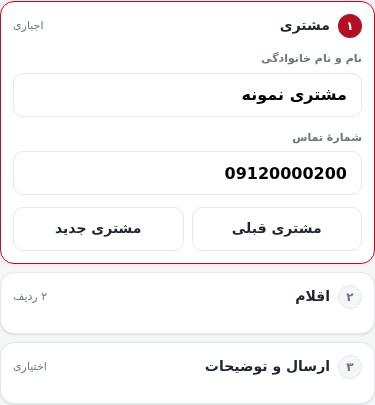 ۱ مشتری اجباری
نام و نام خانوادگی
مشتری نمونه
شمارهٔ تماس
09120000200
مشتری قبلی مشتری جدید
۲ اقلام ۲ ردیف
۳ ارسال و توضیحات اختیاری